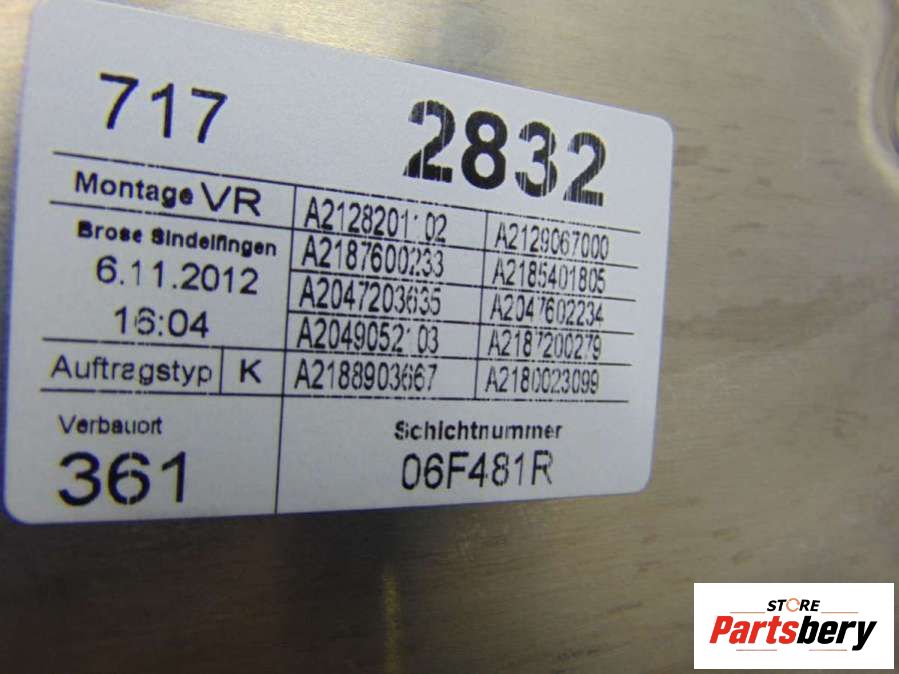 717 2832
Montage VR
A2128201102 A2129067000
Brose Sindelfingen
A2187600233 A2185401805
6.11.2012
A2047203635 A2047602234
16:04
A2049052103 A2187200279
Auftragstyp K A2188903667 A2180023099
Verbauort Schichtnummer
361 06F481R
STORE
Partsbery